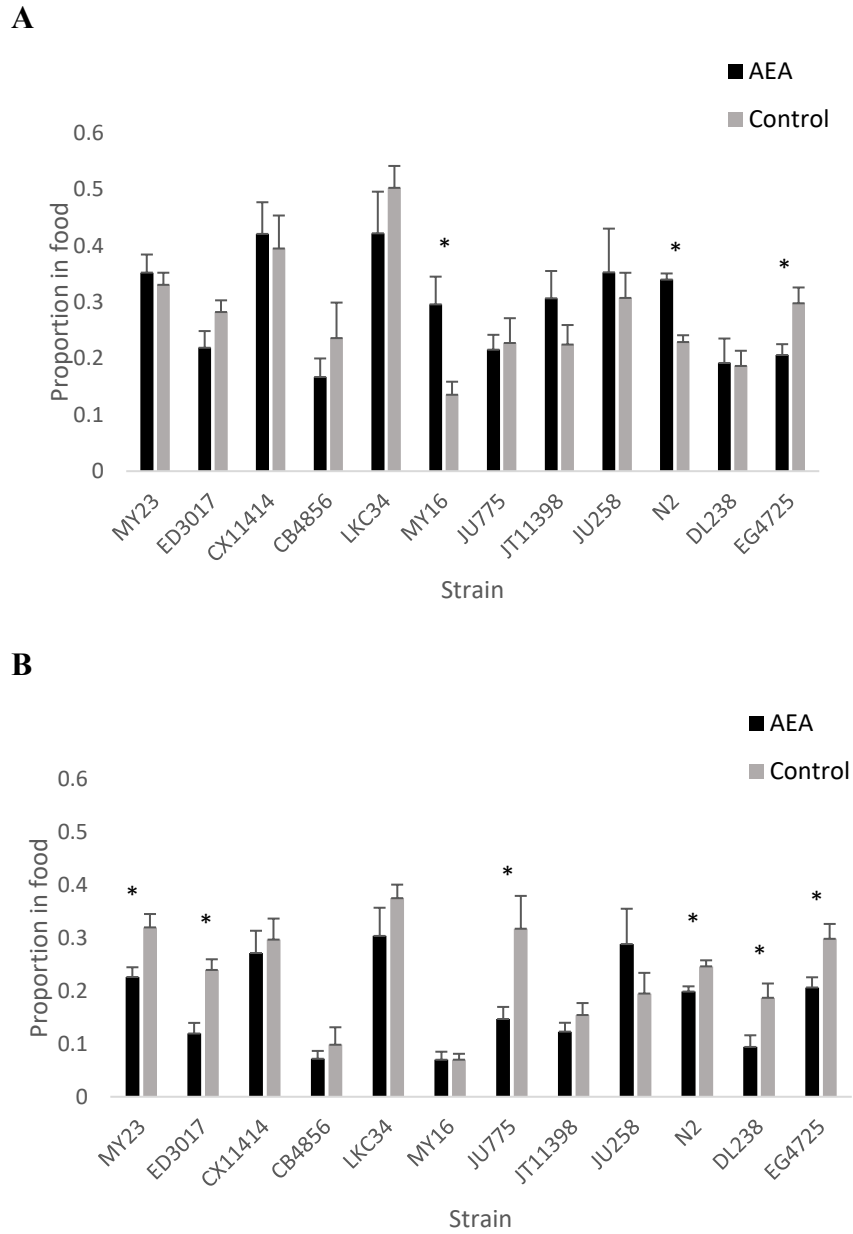 A
AEA
Control
0.6
0.5
0.4
0.3
0.2
0.1
0
Proportion in food
*
*
*
MY23
ED3017
CX11414
CB4856
LKC34
MY16
JU775
JT11398
JU258
N2
DL238
EG4725
Strain
B
AEA
Control
0.6
0.5
0.4
0.3
0.2
0.1
0
Proportion in food
*
*
*
*
*
*
MY23
ED3017
CX11414
CB4856
LKC34
MY16
JU775
JT11398
JU258
N2
DL238
EG4725
Strain